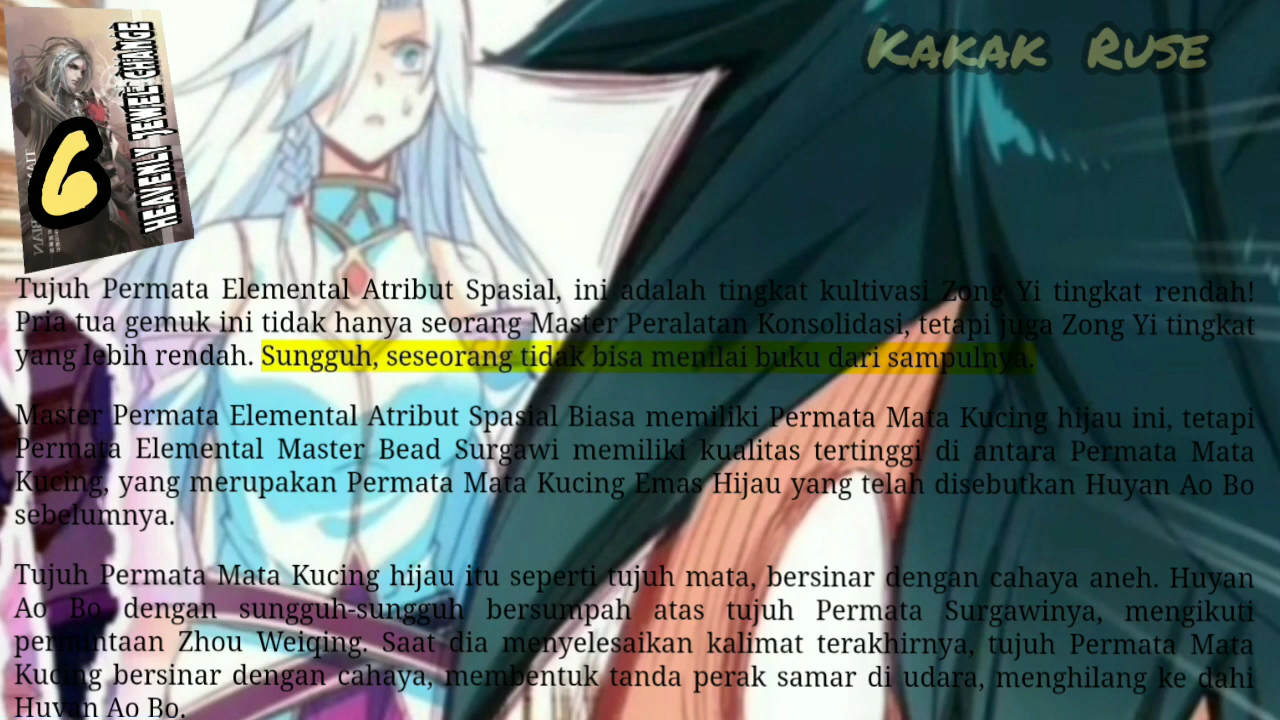 KAKAK RUSE
HEAVENLY JEWEL CHANGE
6
Tujuh Permata Elemental Atribut Spasial, ini adalah tingkat kultivasi Zong Yi tingkat rendah!
Pria tua gemuk ini tidak hanya seorang Master Peralatan Konsolidasi, tetapi juga Zong Yi tingkat
yang lebih rendah. Sungguh, seseorang tidak bisa menilai buku dari sampulnya.
Master Permata Elemental Atribut Spasial Biasa memiliki Permata Mata Kucing hijau ini, tetapi
Permata Elemental Master Bead Surgawi memiliki kualitas tertinggi di antara Permata Mata
Kucing, yang merupakan Permata Mata Kucing Emas Hijau yang telah disebutkan Huyan Ao Bo
sebelumnya.
Tujuh Permata Mata Kucing hijau itu seperti tujuh mata, bersinar dengan cahaya aneh. Huyan
Ao Bo dengan sungguh-sungguh bersumpah atas tujuh Permata Surgawinya, mengikuti
permintaan Zhou Weiqing. Saat dia menyelesaikan kalimat terakhirnya, tujuh Permata Mata
Kucing bersinar dengan cahaya, membentuk tanda perak samar di udara, menghilang ke dahi
Huyan Ao Bo.